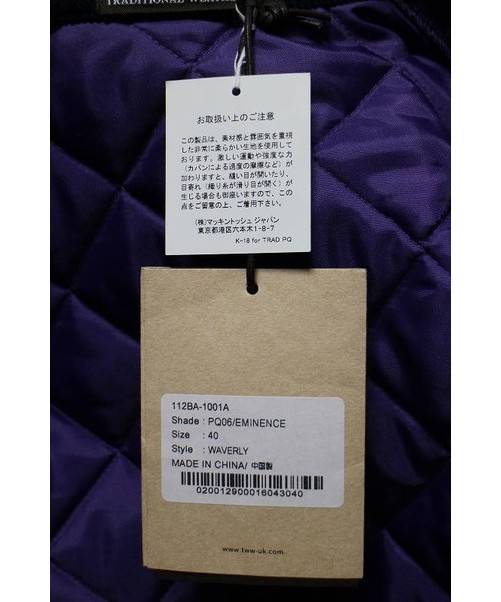 TRADITIONAL WEATHERWEAR
お取扱い上のご注意
この製品は、素材感と雰囲気を重視
した非常に柔らかい生地を使用して
おります。激しい運動や強度な力
（カバンによる過度の摩擦など）が
加わりますと、縫い目が開いたり、
目寄れ（織り糸が滑り目が開く）が
生じる場合も御座いますので、この
点をご留意の上、ご着用下さい。
(株)マッキントッシュ ジャパン
東京都港区六本木1-8-7
K-18 for TRAD PQ
112BA-1001A
Shade : PQ06/EMINENCE
Size : 40
Style : WAVERLY
MADE IN CHINA/ 中国製
020012900016043040
www.tww-uk.com